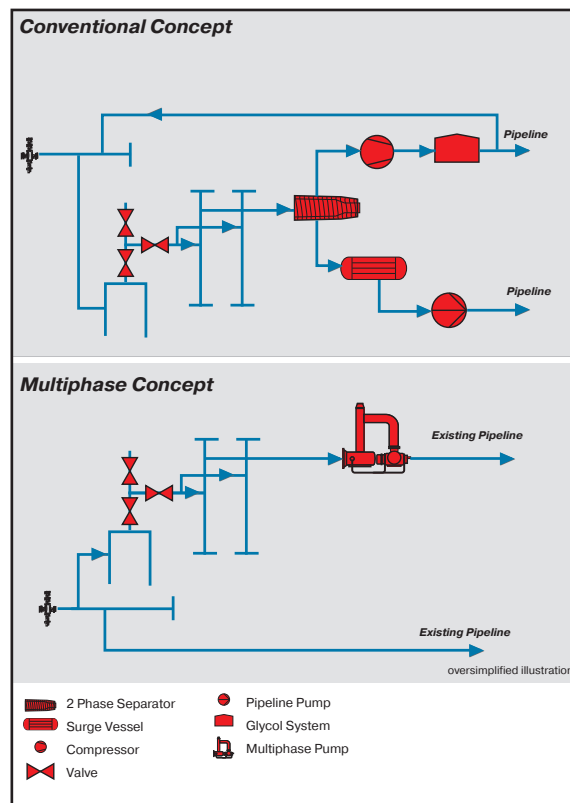 Conventional Concept
Pipeline
Pipeline
Multiphase Concept
Existing Pipeline
Existing Pipeline
oversimplified illustration
2 Phase Separator
Surge Vessel
Compressor
Valve
Pipeline Pump
Glycol System
Multiphase Pump